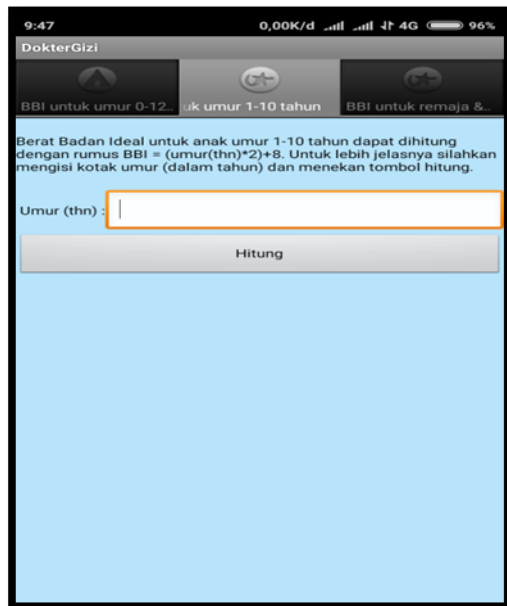 9:47 0,00K/d 4G 96%
DokterGizi
BBI untuk umur 0-12.. uk umur 1-10 tahun BBI untuk remaja &..
Berat Badan Ideal untuk anak umur 1-10 tahun dapat dihitung
dengan rumus BBI = (umur(thn)*2)+8. Untuk lebih jelasnya silahkan
mengisi kotak umur (dalam tahun) dan menekan tombol hitung.
Umur (thn) :
Hitung